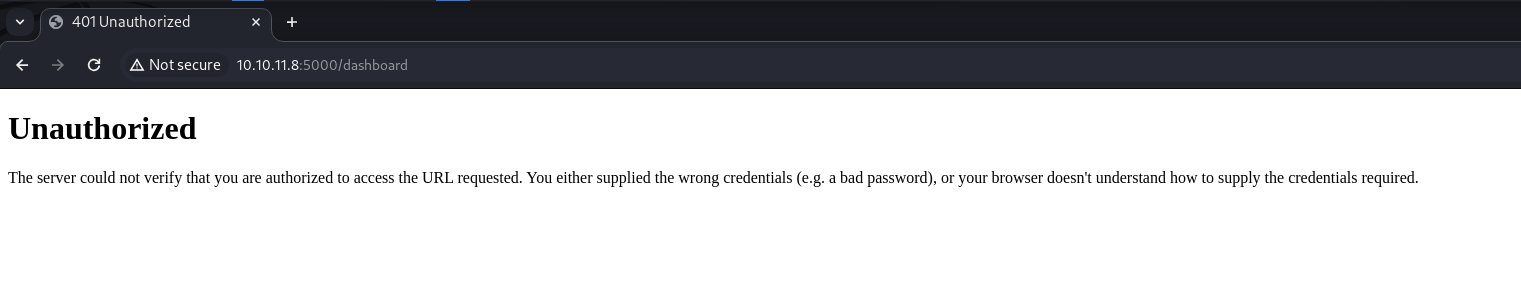 401 Unauthorized
Not secure 10.10.11.8:5000/dashboard
Unauthorized
The server could not verify that you are authorized to access the URL requested. You either supplied the wrong credentials (e.g. a bad password), or your browser doesn't understand how to supply the credentials required.